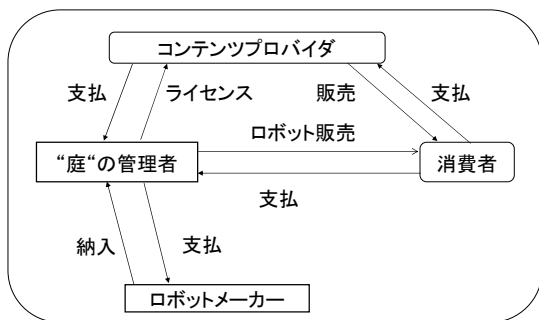 コンテンツプロバイダ
支払
ライセンス
販売
支払
ロボット販売
“庭“の管理者
消費者
支払
納入
支払
ロボットメーカー